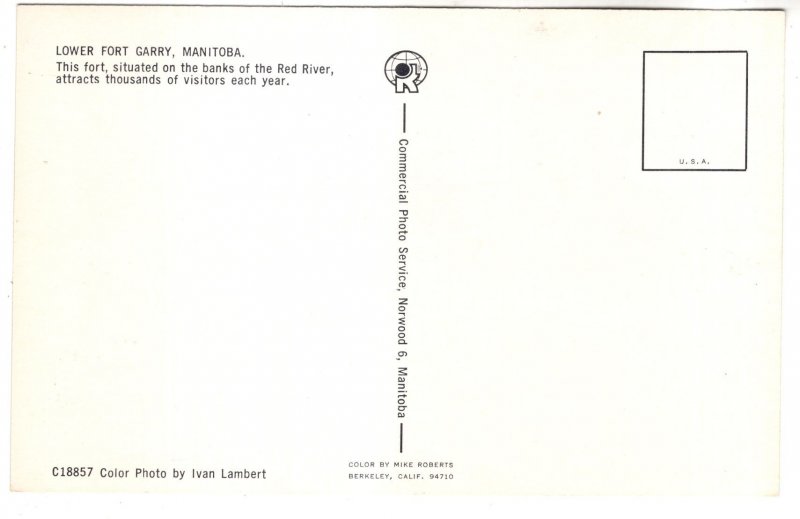 LOWER FORT GARRY, MANITOBA.
This fort, situated on the banks of the Red River,
attracts thousands of visitors each year.
Commercial Photo Service, Norwood 6, Manitoba
U.S.A.
C18857 Color Photo by Ivan Lambert
COLOR BY MIKE ROBERTS
BERKELEY, CALIF. 94710